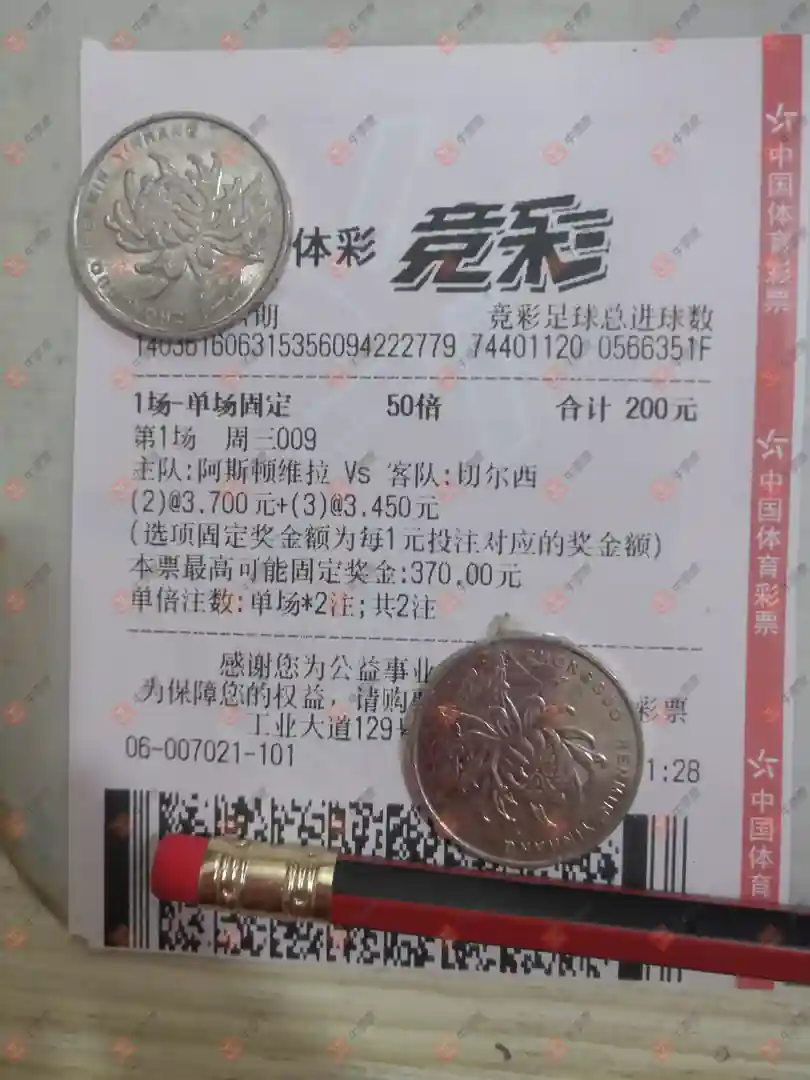 体彩 竞彩
竞彩足球总进球数
1403616063153560942227​79 74401120 0566351F
1场-单场固定 50倍 合计 200元
第1场 周三009
主队:阿斯顿维拉 Vs 客队:切尔西
(2)@3.700元+(3)@3.450元
(选项固定奖金额为每1元投注对应的奖金额)
本票最高可能固定奖金:370.00元
单倍注数:单场*2注;共2注
感谢您为公益事业
为保障您的权益,请购 彩票
工业大道129
06-007021-101 1:28
中国体育彩票
中国体育彩票
中国体育